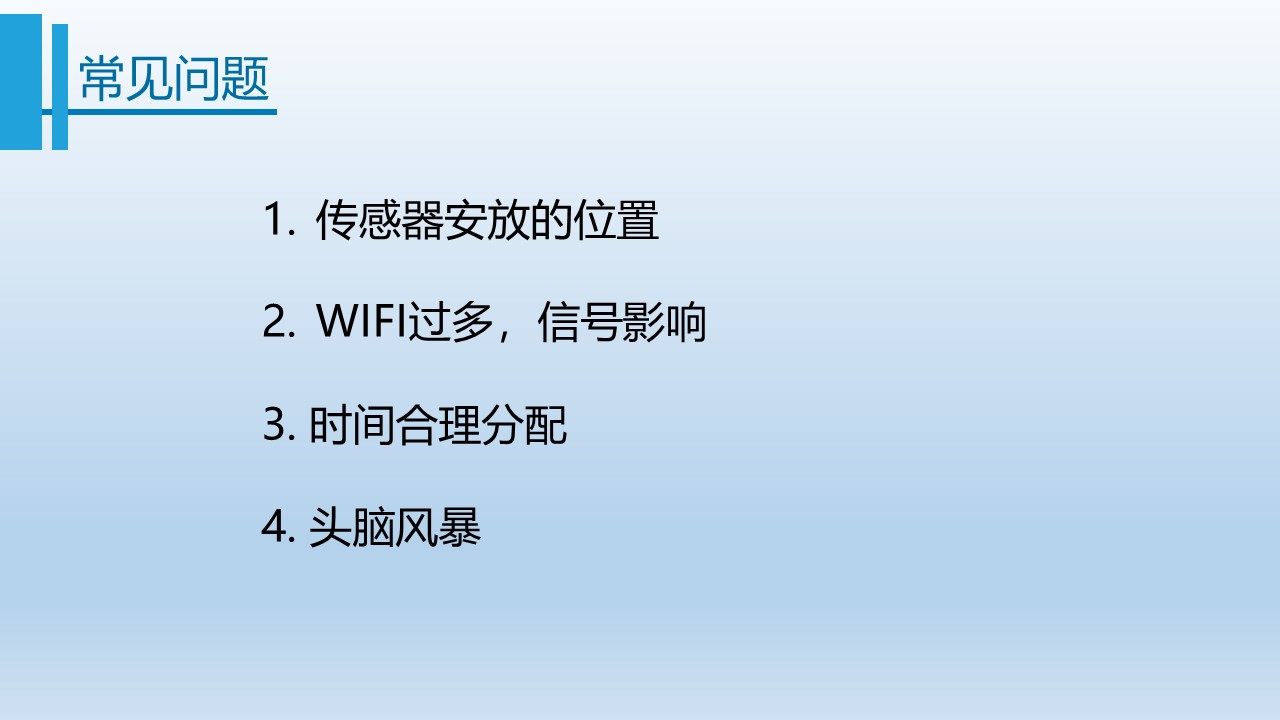 常见问题
1. 传感器安放的位置
2. WIFI过多，信号影响
3. 时间合理分配
4. 头脑风暴